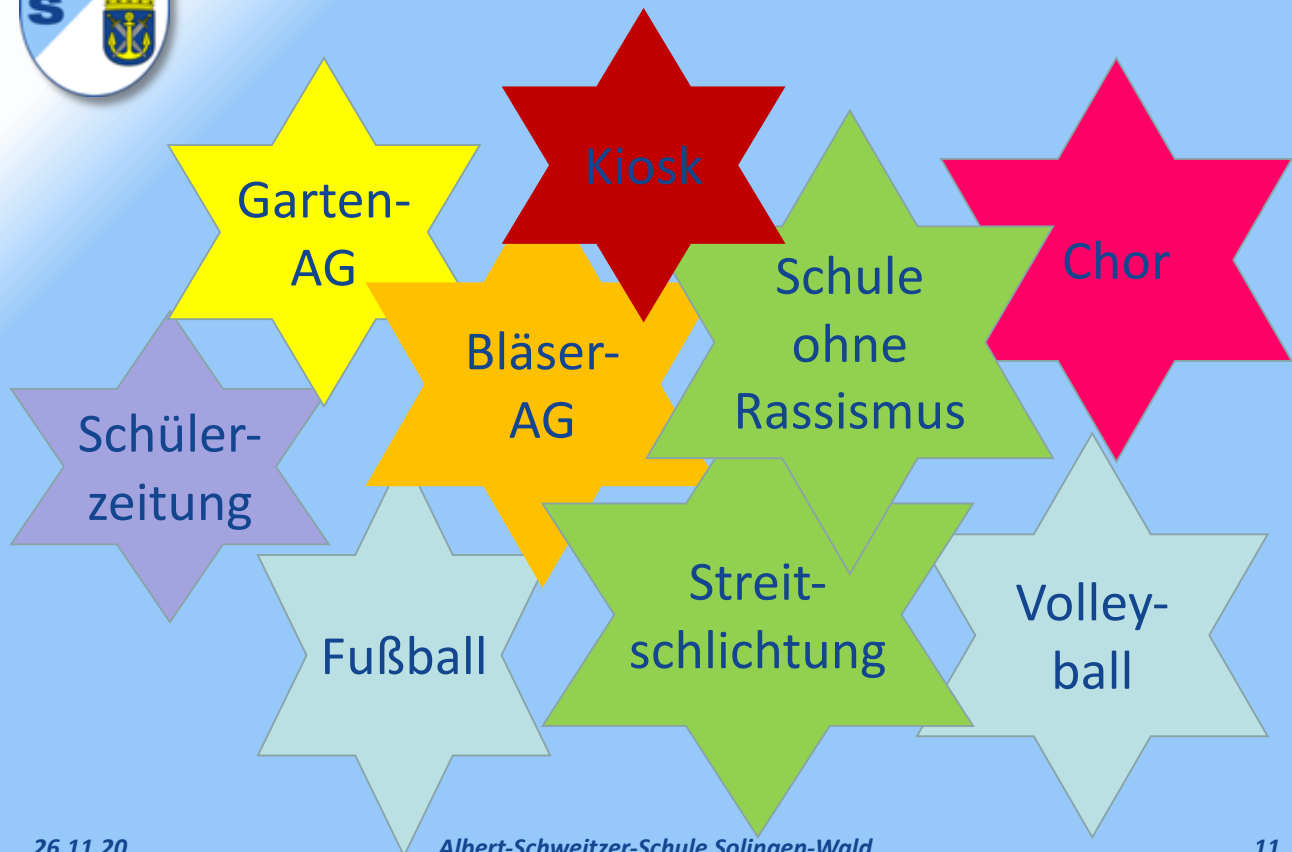 S
Kiosk
Garten-
AG
Chor
Schule
ohne
Rassismus
Bläser-
AG
Schüler-
zeitung
Streit-
schlichtung
Volley-
ball
Fußball
26.11.20
Albert-Schweitzer-Schule Solingen-Wald
11